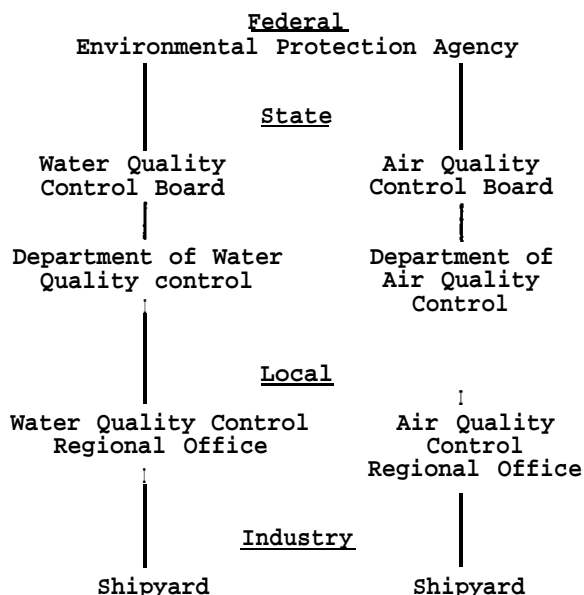 Federal
Environmental Protection Agency
State
Water Quality
Control Board
Air Quality
Control Board
Department of Water
Quality control
Department of
Air Quality
Control
Local
Water Quality Control
Regional Office
Air Quality
Control
Regional Office
Industry
Shipyard
Shipyard